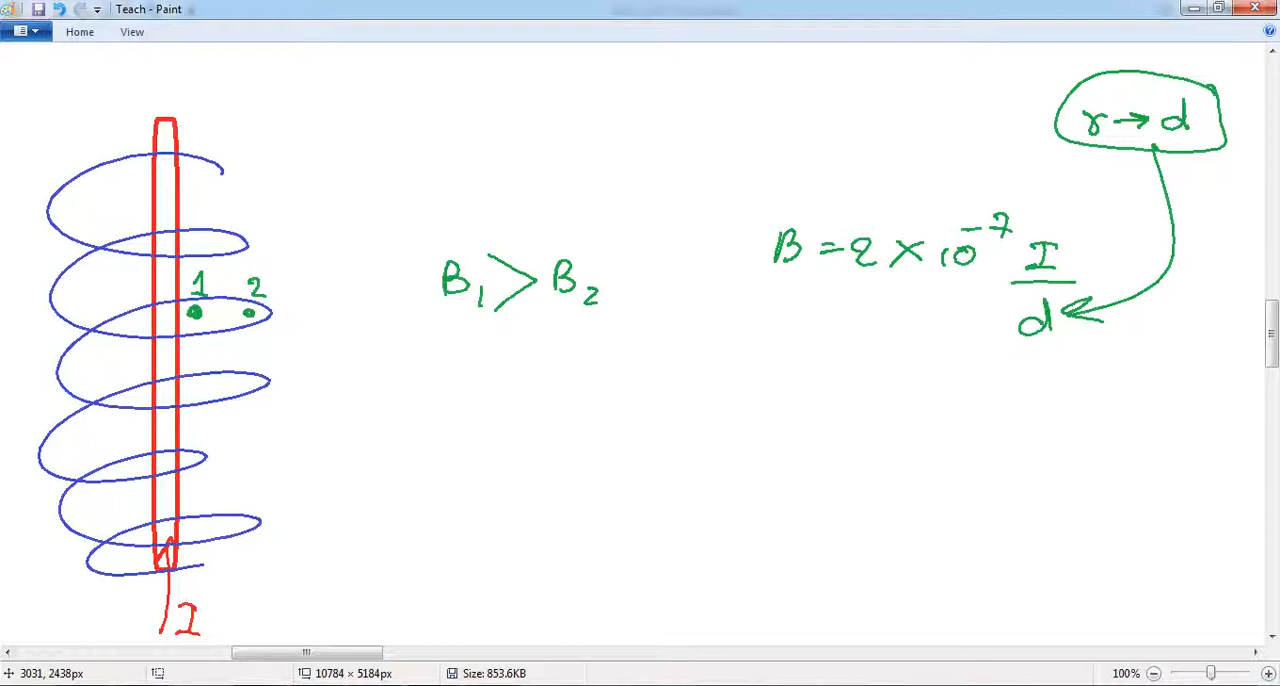 Teach - Paint
Home View
r → d
B = 2 × 10⁻⁷ I/d
1 2
B₁ > B₂
I
3031, 2438px 10784 × 5184px Size: 853.6KB 100%